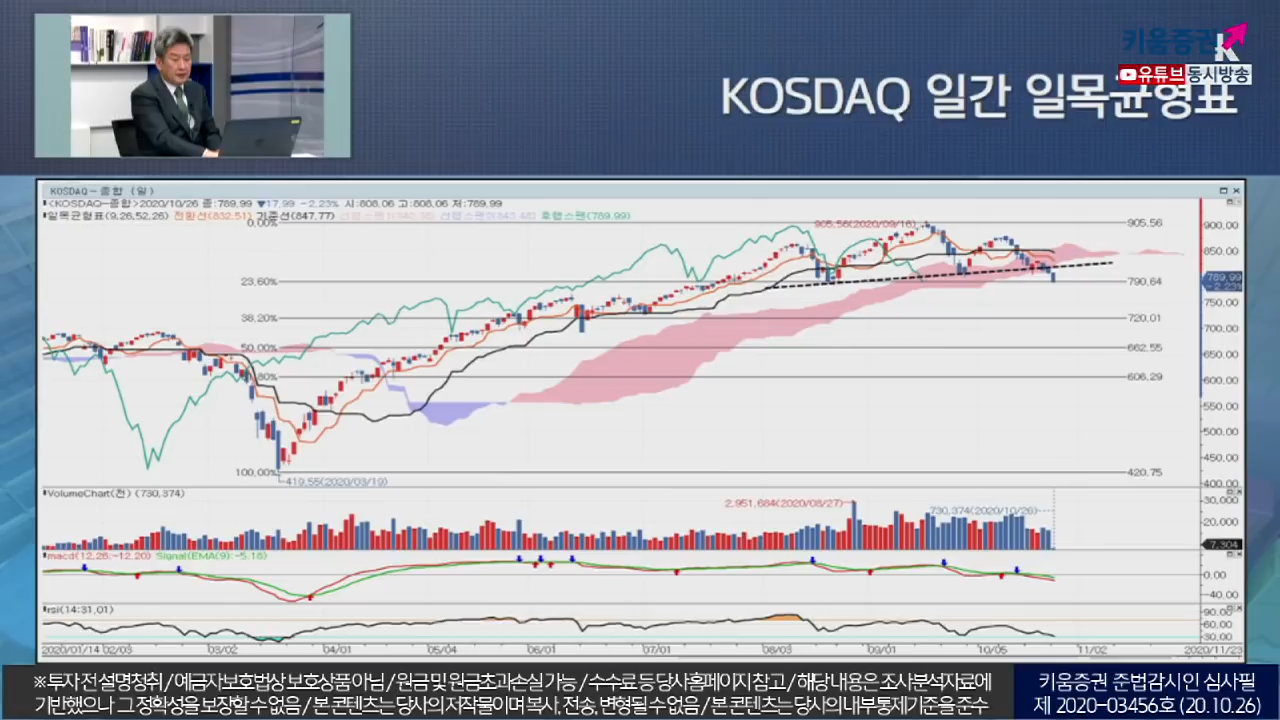 키움증권
유튜브동시방송
KOSDAQ 일간 일목균형표
KOSDAQ-종합 (일)
<KOSDAQ-종합>2020/10/26 종:789.99 ▼17.99 -2.23% 시:808.06 고:808.06 저:789.99
일목균형표(9,26,52,26) 전환선(832.51) 기준선(847.77) 후행스팬(789.99)
905.56(2020/09/16)
0.00% 905.56
23.60% 790.64
38.20% 720.01
50.00% 662.55
606.29
100.00% 420.75
419.55(2020/03/19)
900.00
850.00
789.99
750.00
700.00
650.00
600.00
550.00
500.00
450.00
400.00
VolumeChart(천) (730,374)
2,951,684(2020/08/27)
730,374(2020/10/26)
30,000
20,000
7,304
macd(12,26:-12.20) Signal(EMA(9):-5.18)
0.00
-40.00
rsi(14:31.01)
90.00
60.00
30.00
2020/01/14 02/03 03/02 04/01 05/04 06/01 07/01 08/03 09/01 10/05 11/02 2020/11/23
※ 투자 전 설명청취 / 예금자보호법상 보호상품 아님 / 원금 및 원금초과손실 가능 / 수수료 등 당사홈페이지 참고 / 해당 내용은 조사분석자료에
기반했으나 그 정확성을 보장할 수 없음 / 본 콘텐츠는 당사의 저작물이며 복사, 전송, 변형될 수 없음 / 본 콘텐츠는 당사의 내부통제기준을 준수
키움증권 준법감시인 심사필
제 2020-03456호 (20.10.26)